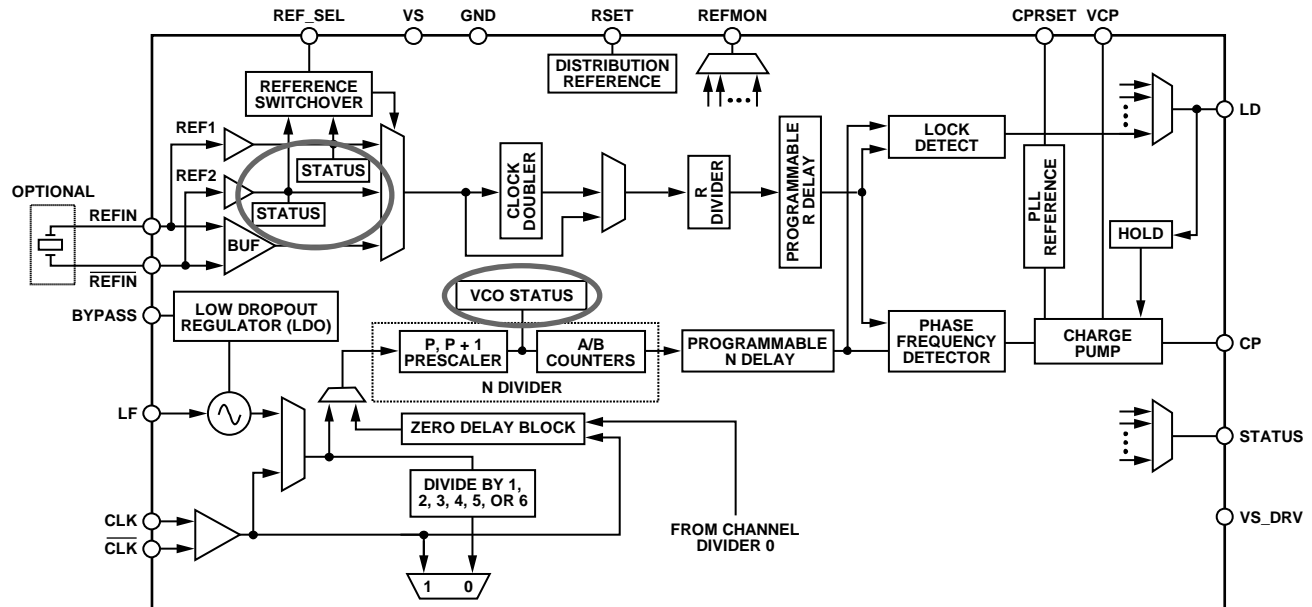 REF_SEL
VS
GND
RSET
REFMON
CPRSET
VCP
DISTRIBUTION
REFERENCE
REFERENCE
SWITCHOVER
REF1
STATUS
REF2
STATUS
BUF
OPTIONAL
REFIN
REFIN
CLOCK
DOUBLER
R
DIVIDER
PROGRAMMABLE
R DELAY
LOCK
DETECT
PLL
REFERENCE
LD
HOLD
BYPASS
LOW DROPOUT
REGULATOR (LDO)
VCO STATUS
P, P + 1
PRESCALER
A/B
COUNTERS
N DIVIDER
PROGRAMMABLE
N DELAY
PHASE
FREQUENCY
DETECTOR
CHARGE
PUMP
CP
LF
ZERO DELAY BLOCK
STATUS
DIVIDE BY 1,
2, 3, 4, 5, OR 6
CLK
CLK
FROM CHANNEL
DIVIDER 0
VS_DRV
1 0